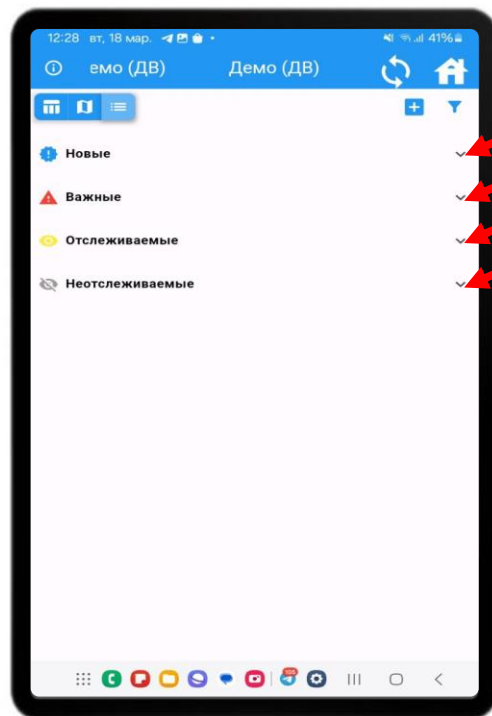 12:28 вт, 18 мар. 41%
емо (ДВ) Демо (ДВ)
Новые
Важные
Отслеживаемые
Неотслеживаемые